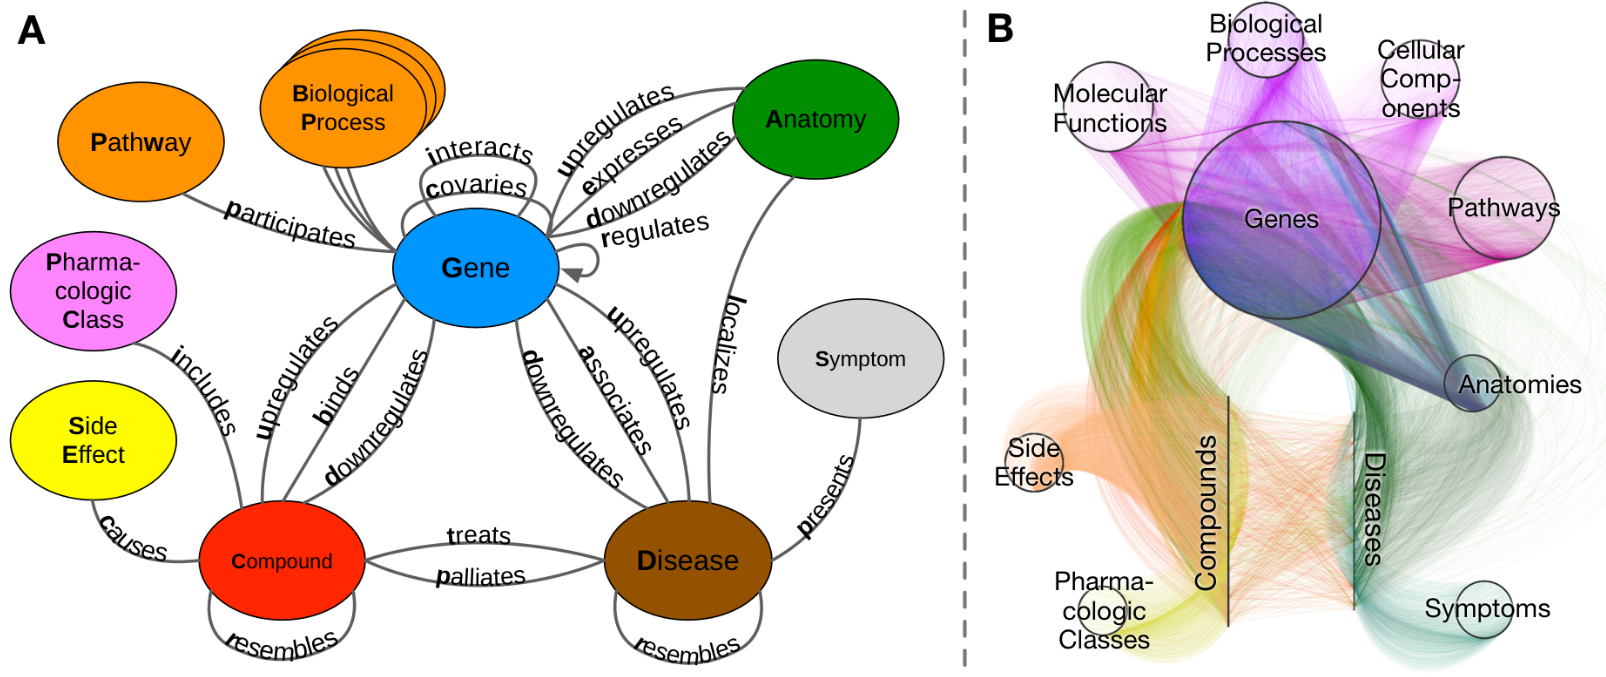 A
Pathway
Biological
Process
Anatomy
interacts
covaries
upregulates
expresses
downregulates
regulates
participates
Gene
Pharma-
cologic
Class
includes
upregulates
binds
downregulates
downregulates
associates
upregulates
localizes
Symptom
Side
Effect
causes
Compound
treats
palliates
Disease
presents
resembles
resembles
B
Biological
Processes
Cellular
Comp-
onents
Molecular
Functions
Genes
Pathways
Anatomies
Side
Effects
Compounds
Diseases
Pharma-
cologic
Classes
Symptoms